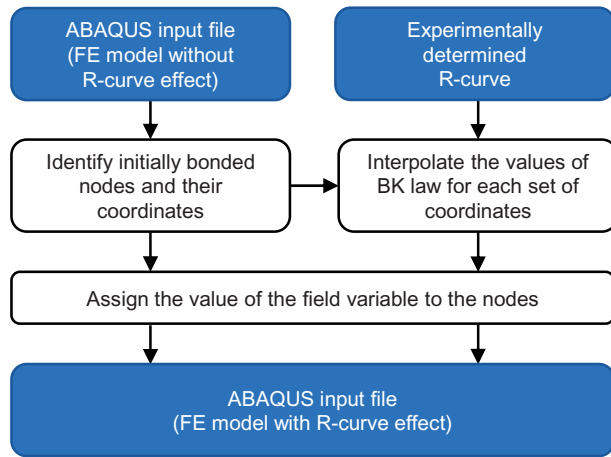 ABAQUS input file
(FE model without
R-curve effect)
Experimentally
determined
R-curve
Identify initially bonded
nodes and their
coordinates
Interpolate the values of
BK law for each set of
coordinates
Assign the value of the field variable to the nodes
ABAQUS input file
(FE model with R-curve effect)